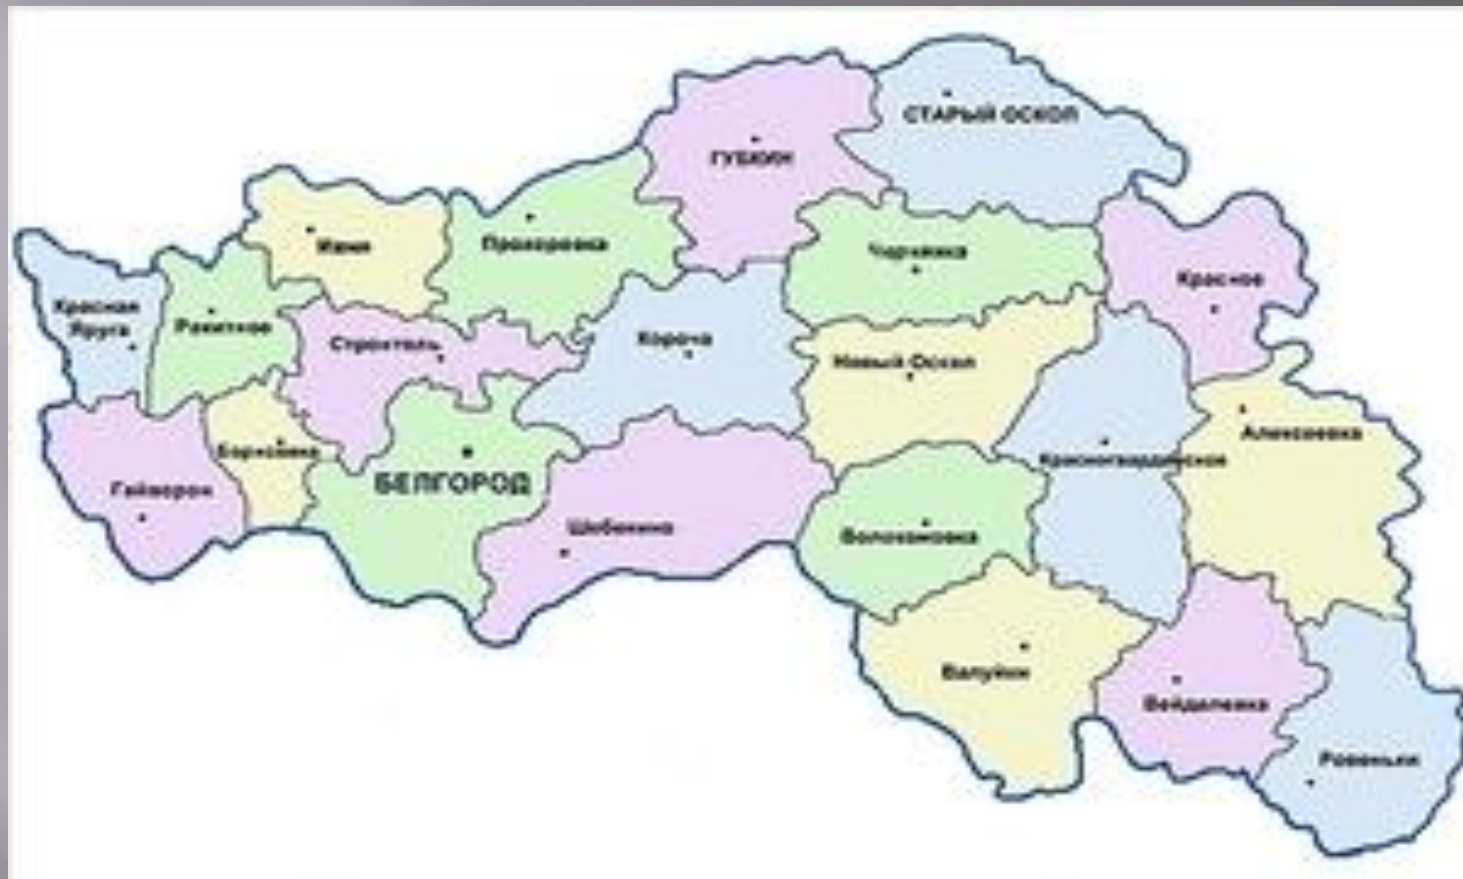 СТАРЫЙ ОСКОЛ
ГУБКИН
Ивня
Прохоровка
Чернянка
Красное
Красная
Яруга
Ракитное
Строитель
Короча
Новый Оскол
Алексеевка
Борисовка
Красногвардейское
БЕЛГОРОД
Гайворон
Шебекино
Волоконовка
Валуйки
Вейделевка
Ровеньки